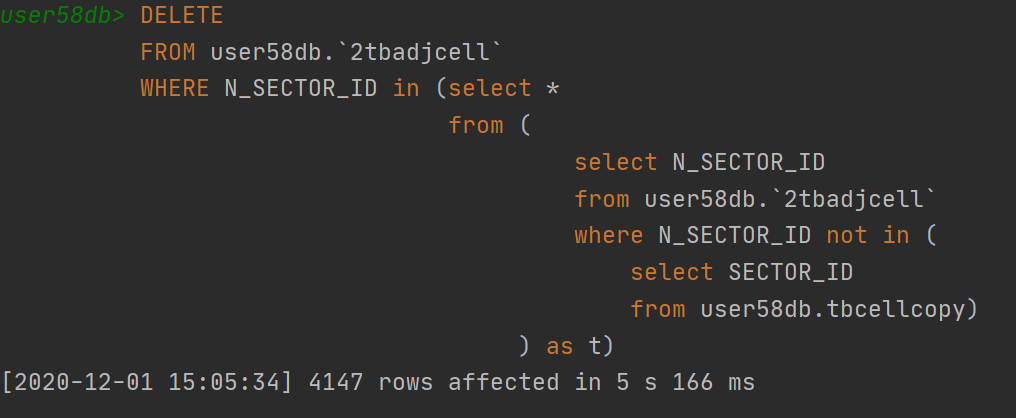 user58db> DELETE
FROM user58db.`2tbadjcell`
WHERE N_SECTOR_ID in (select *
from (
select N_SECTOR_ID
from user58db.`2tbadjcell`
where N_SECTOR_ID not in (
select SECTOR_ID
from user58db.tbcellcopy)
) as t)
[2020-12-01 15:05:34] 4147 rows affected in 5 s 166 ms